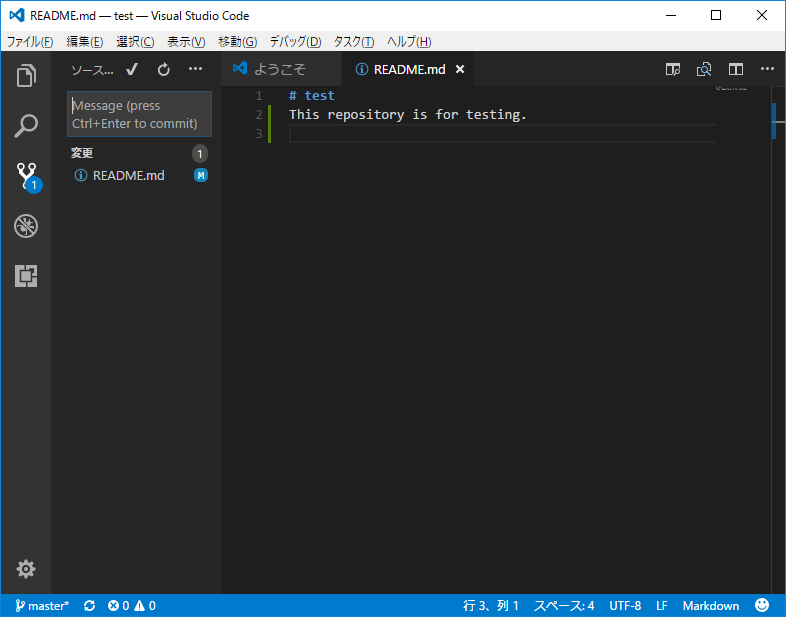 README.md — test — Visual Studio Code
ファイル(F) 編集(E) 選択(C) 表示(V) 移動(G) デバッグ(D) タスク(T) ヘルプ(H)
ソース... ようこそ README.md
1 # test
Message (press
Ctrl+Enter to commit)
2 This repository is for testing.
3
変更 1
README.md M
1
master* 0 0 行 3、列 1 スペース: 4 UTF-8 LF Markdown